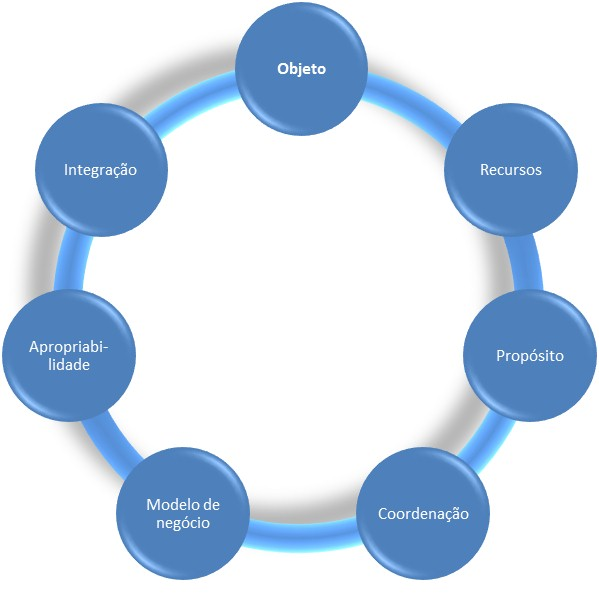 Objeto
Recursos
Propósito
Coordenação
Modelo de
negócio
Apropriabi-
lidade
Integração